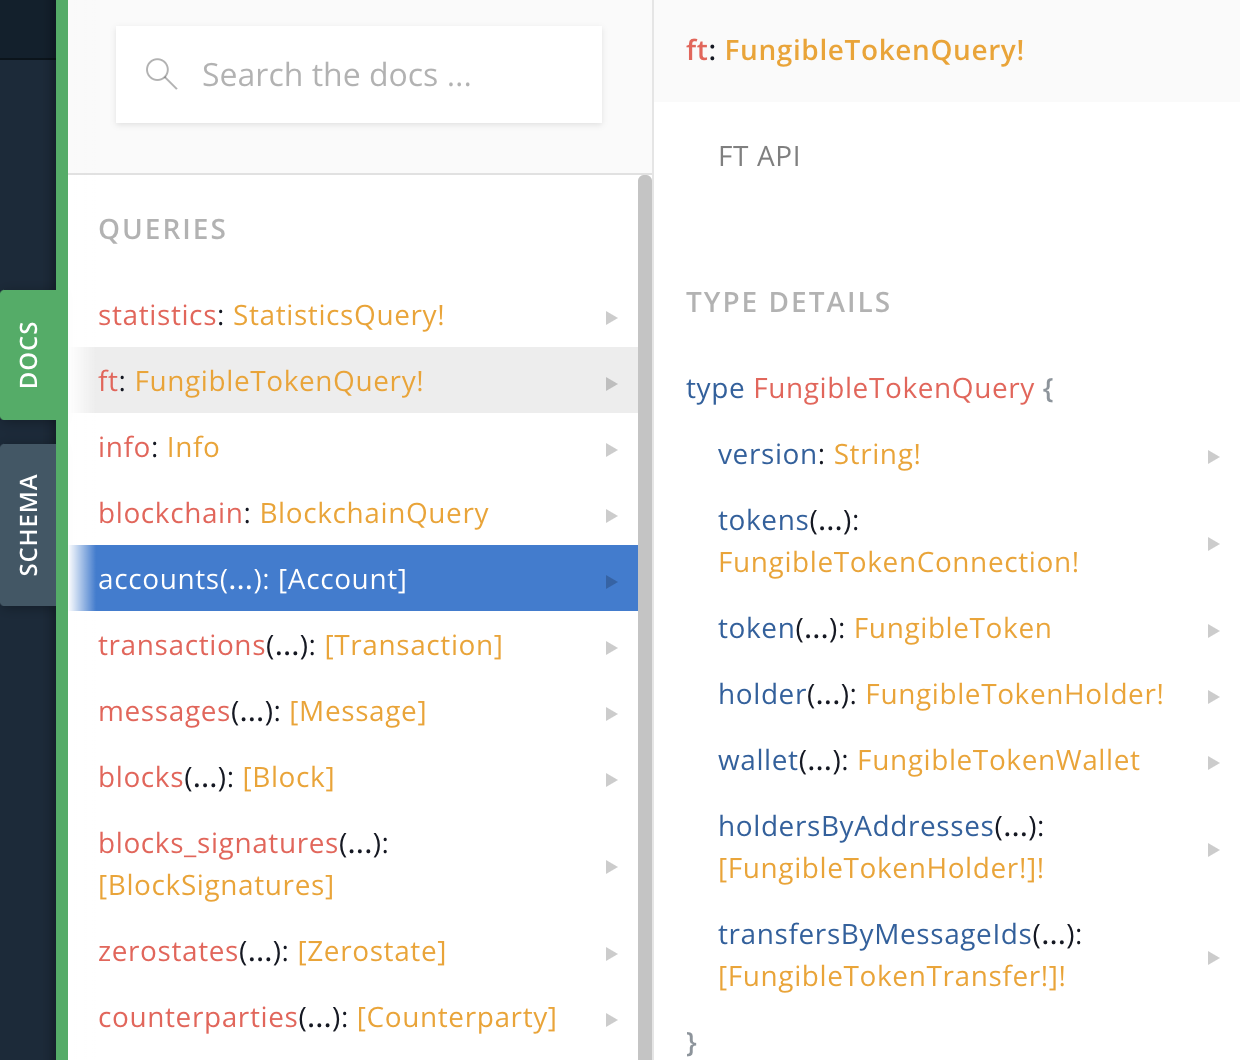 DOCS
SCHEMA
Search the docs ...
QUERIES
statistics: StatisticsQuery!
ft: FungibleTokenQuery!
info: Info
blockchain: BlockchainQuery
accounts(...): [Account]
transactions(...): [Transaction]
messages(...): [Message]
blocks(...): [Block]
blocks_signatures(...):
[BlockSignatures]
zerostates(...): [Zerostate]
counterparties(...): [Counterparty]
ft: FungibleTokenQuery!
FT API
TYPE DETAILS
type FungibleTokenQuery {
version: String!
tokens(...):
FungibleTokenConnection!
token(...): FungibleToken
holder(...): FungibleTokenHolder!
wallet(...): FungibleTokenWallet
holdersByAddresses(...):
[FungibleTokenHolder!]!
transfersByMessageIds(...):
[FungibleTokenTransfer!]!
}